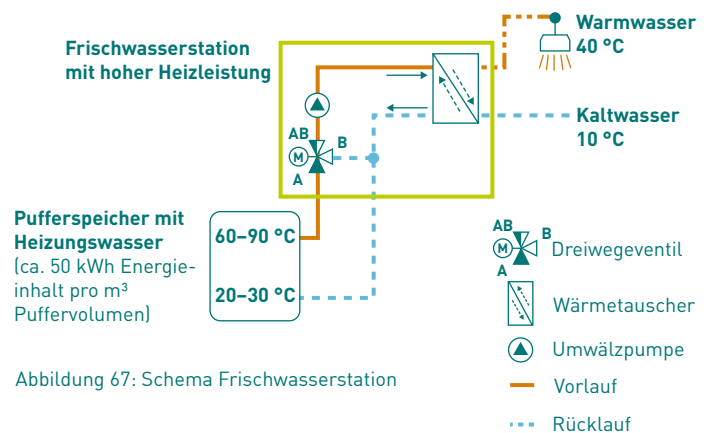 Frischwasserstation
mit hoher Heizleistung
Warmwasser
40 °C
Kaltwasser
10 °C
AB
B
M
A
Pufferspeicher mit
Heizungswasser
(ca. 50 kWh Energie-
inhalt pro m³
Puffervolumen)
60–90 °C
20–30 °C
AB
B
M
A
Dreiwegeventil
Wärmetauscher
Umwälzpumpe
Vorlauf
Rücklauf
Abbildung 67: Schema Frischwasserstation